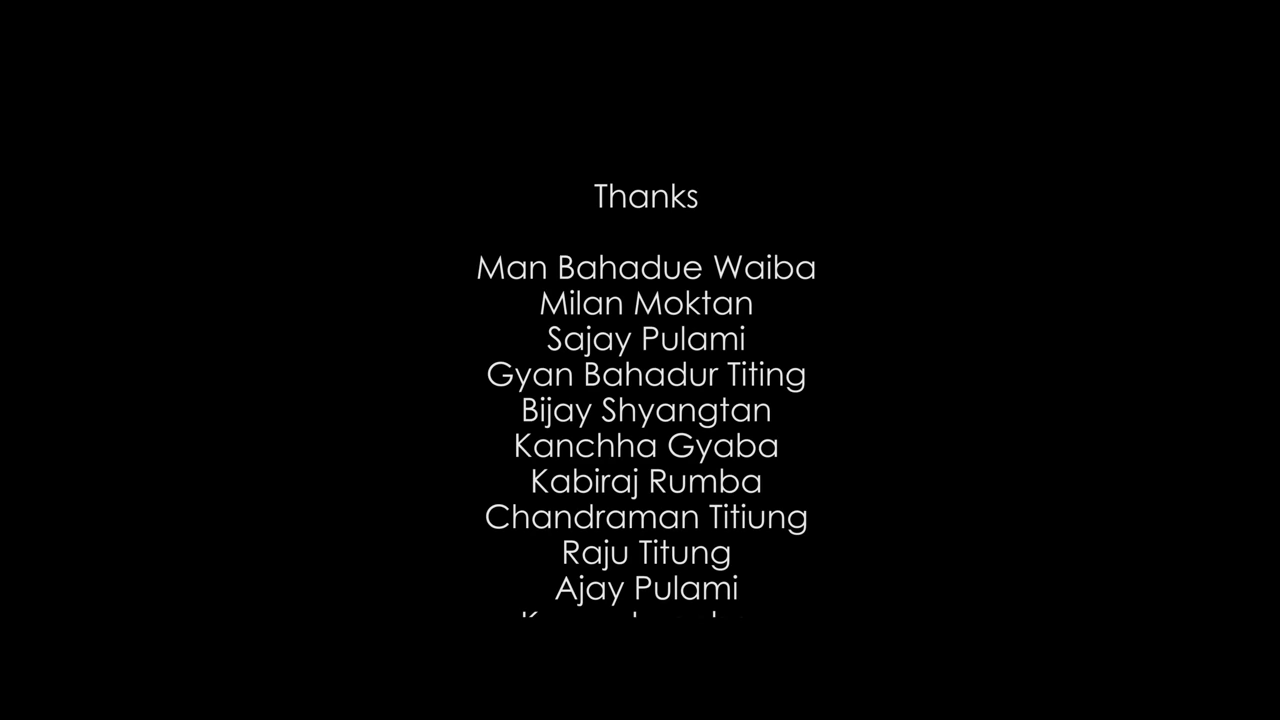 Thanks
Man Bahadue Waiba
Milan Moktan
Sajay Pulami
Gyan Bahadur Titing
Bijay Shyangtan
Kanchha Gyaba
Kabiraj Rumba
Chandraman Titiung
Raju Titung
Ajay Pulami